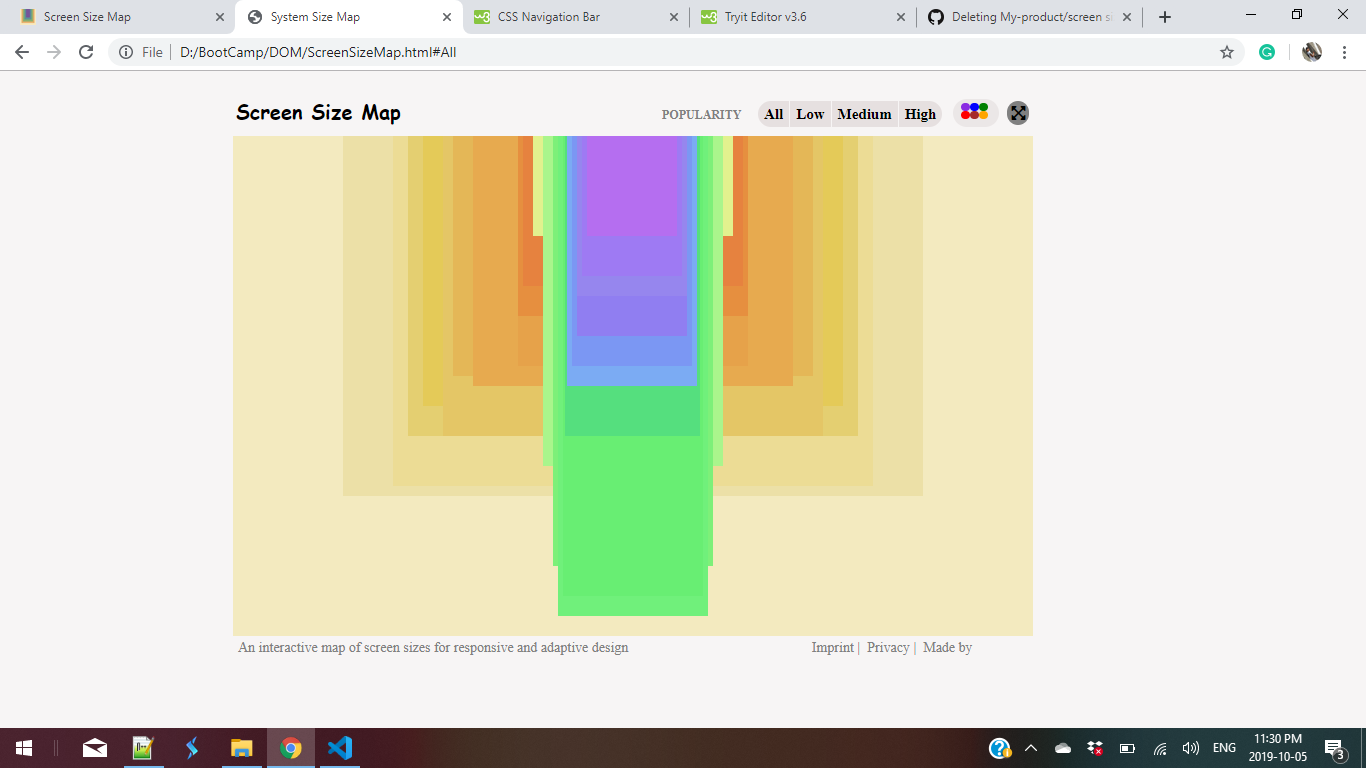 Screen Size Map
System Size Map
CSS Navigation Bar
Tryit Editor v3.6
Deleting My-product/screen
File
D:/BootCamp/DOM/ScreenSizeMap.html#All
Screen Size Map
POPULARITY
All Low Medium High
An interactive map of screen sizes for responsive and adaptive design
Imprint | Privacy | Made by
ENG
11:30 PM
2019-10-05
3